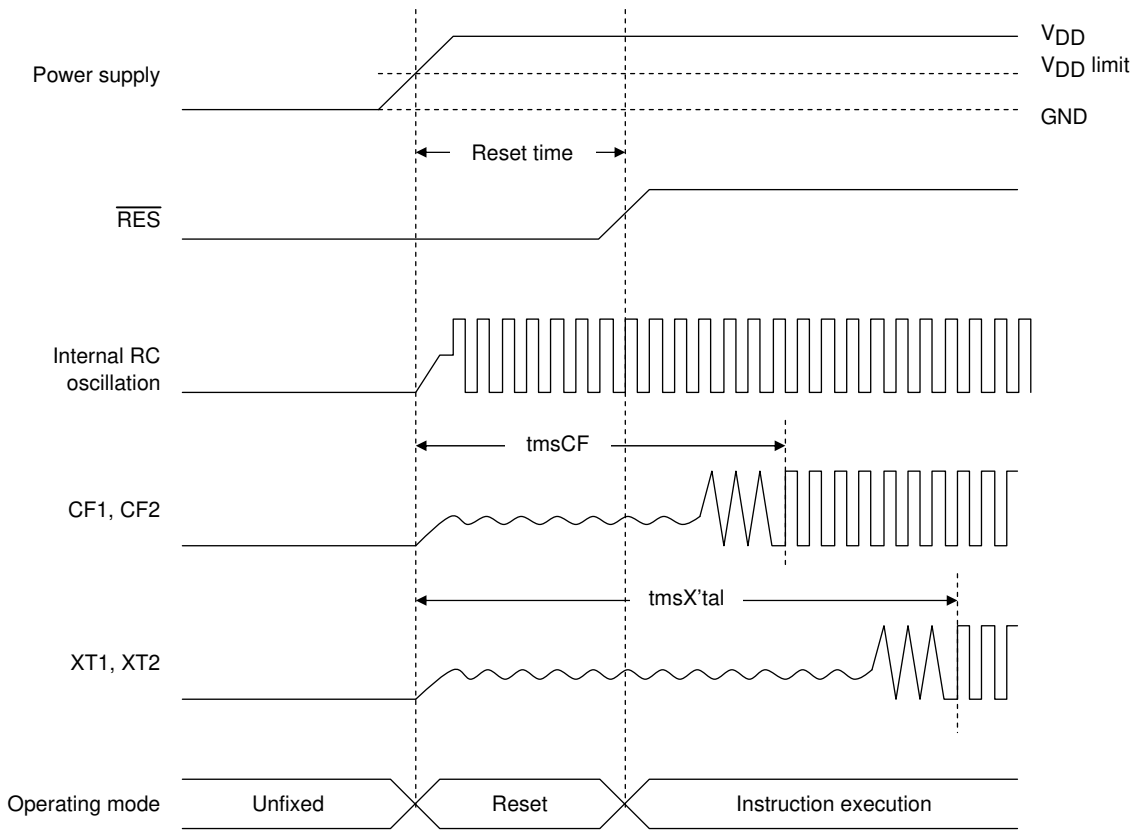 VDD
Power supply
VDD limit
GND
Reset time
RES
Internal RC
oscillation
tmsCF
CF1, CF2
tmsX'tal
XT1, XT2
Operating mode
Unfixed
Reset
Instruction execution